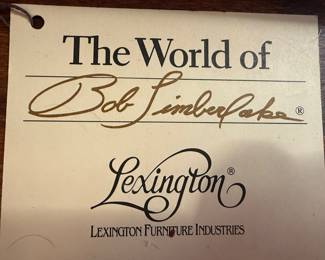 The World of
Bob Timberlake®
Lexington®
LEXINGTON FURNITURE INDUSTRIES